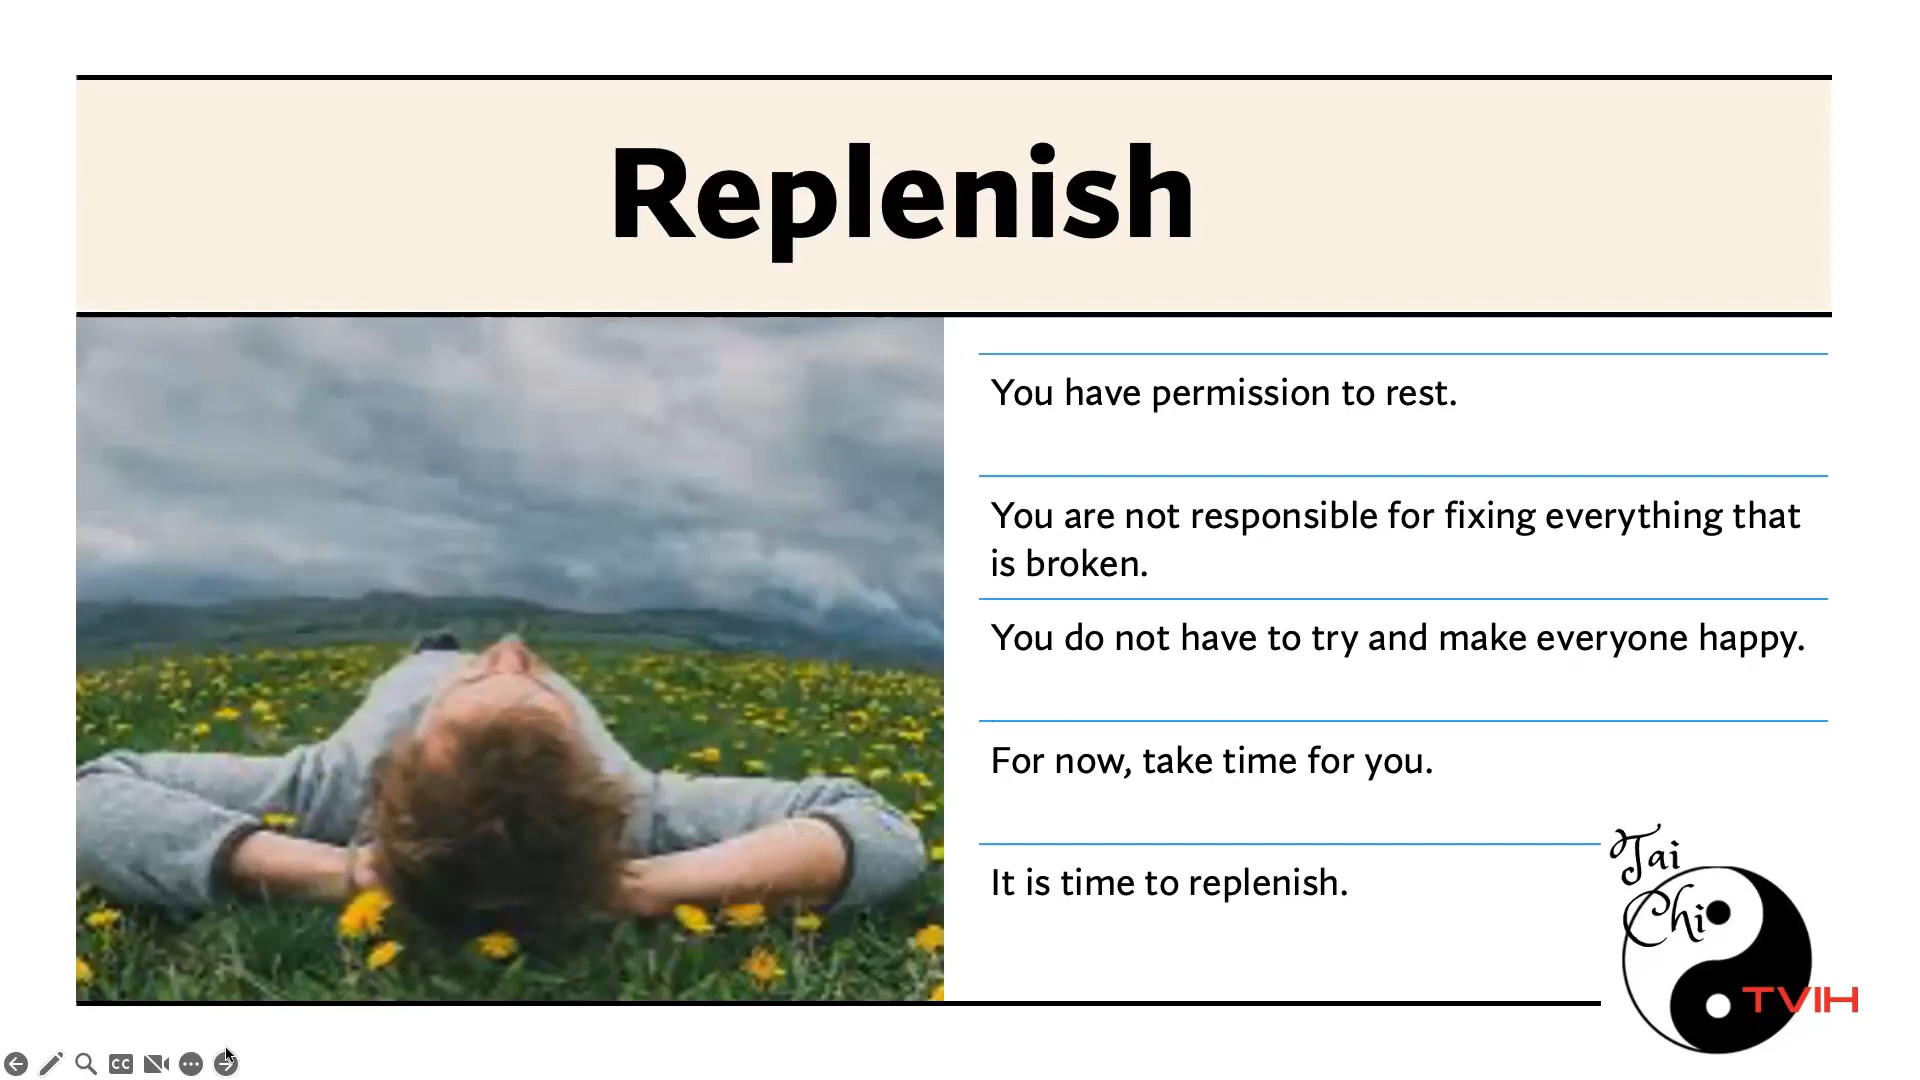 Replenish
You have permission to rest.
You are not responsible for fixing everything that
is broken.
You do not have to try and make everyone happy.
For now, take time for you.
It is time to replenish.
Tai
Chi
TVIH
CC